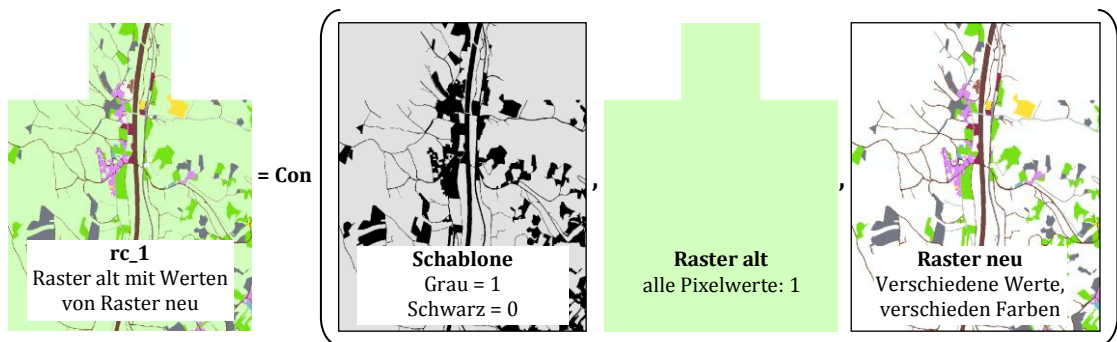 = Con
,
,
rc_1
Raster alt mit Werten
von Raster neu
Schablone
Grau = 1
Schwarz = 0
Raster alt
alle Pixelwerte: 1
Raster neu
Verschiedene Werte,
verschieden Farben